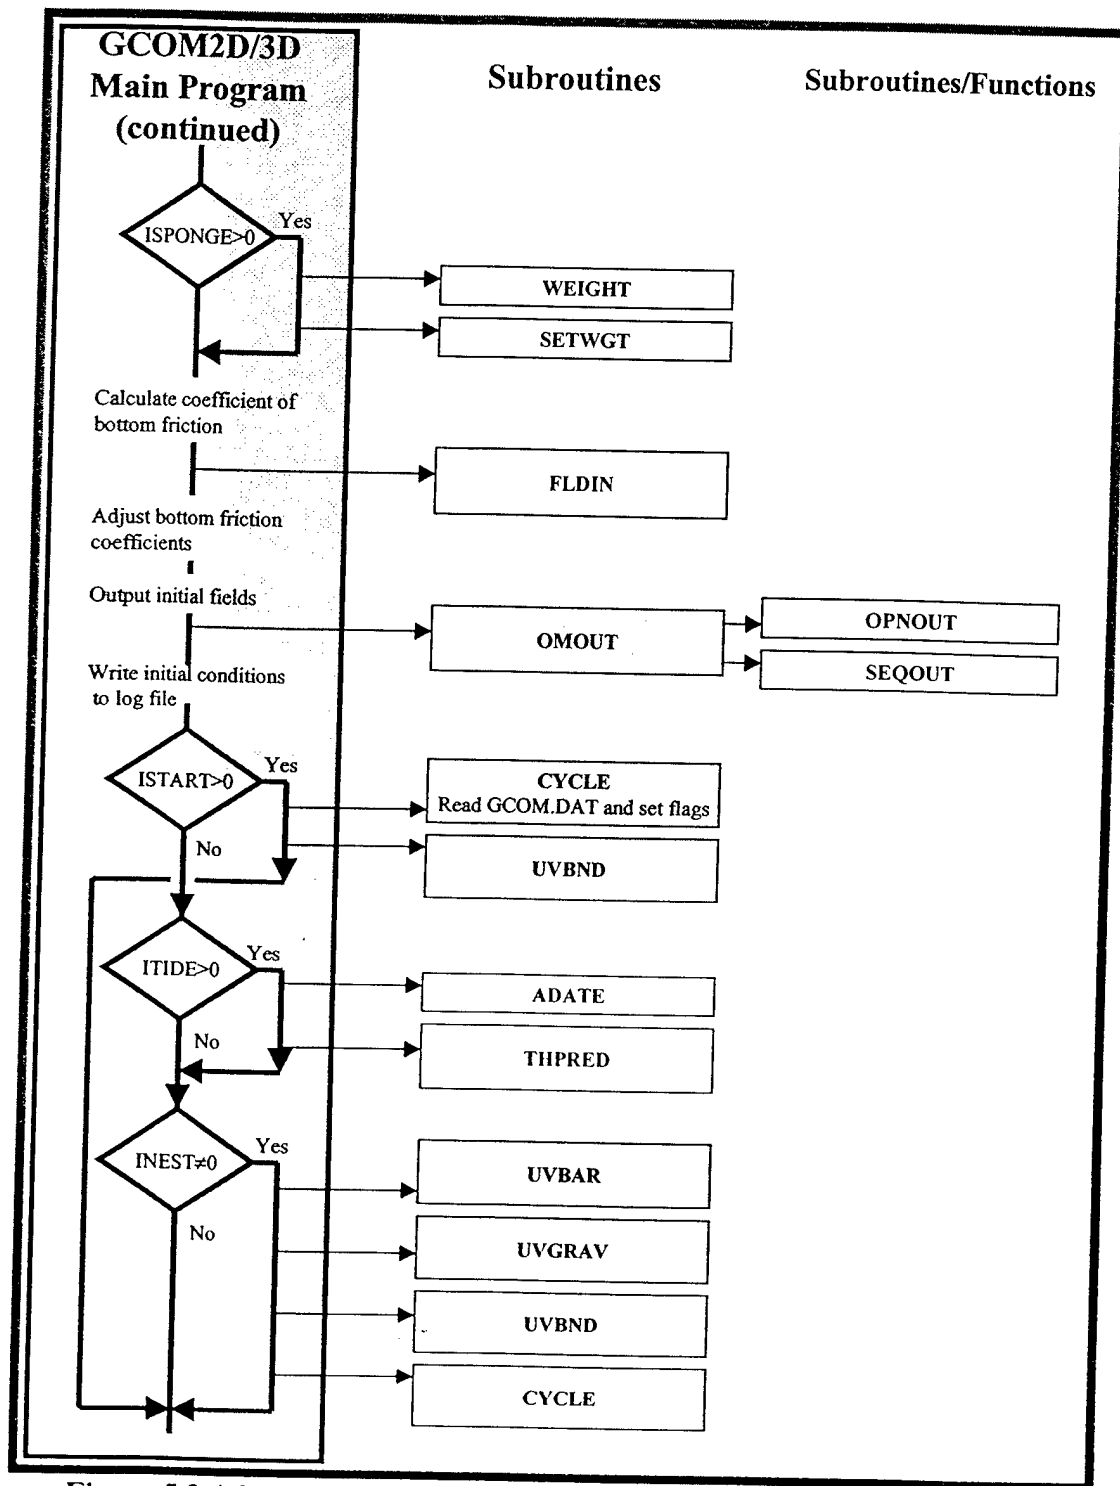 GCOM2D/3D
Main Program
(continued)
Subroutines
Subroutines/Functions
ISPONGE>0
Yes
WEIGHT
SETWGT
Calculate coefficient of
bottom friction
FLDIN
Adjust bottom friction
coefficients
Output initial fields
OMOUT
OPNOUT
SEQOUT
Write initial conditions
to log file
ISTART>0
Yes
No
CYCLE
Read GCOM.DAT and set flags
UVBND
ITIDE>0
Yes
No
ADATE
THPRED
INEST≠0
Yes
No
UVBAR
UVGRAV
UVBND
CYCLE